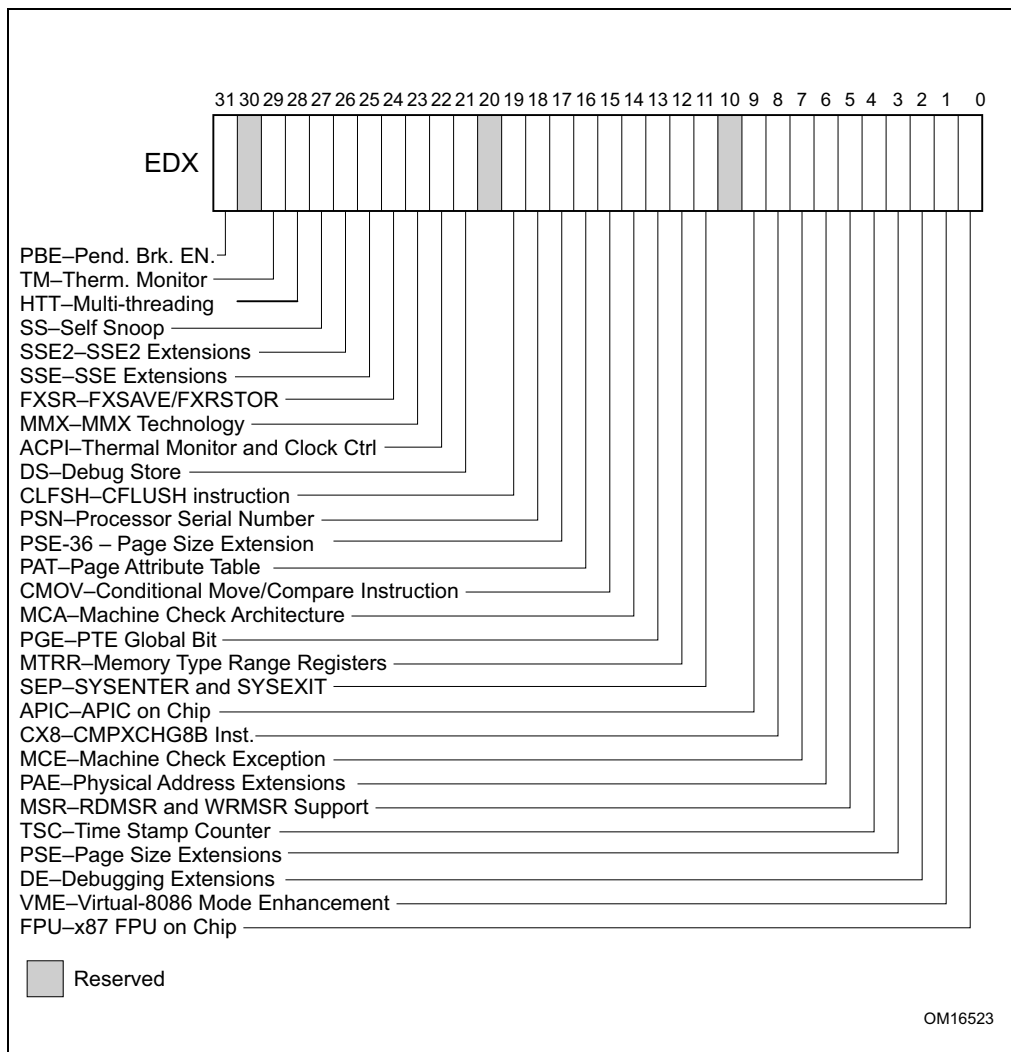 31 30 29 28 27 26 25 24 23 22 21 20 19 18 17 16 15 14 13 12 11 10 9 8 7 6 5 4 3 2 1 0
EDX
PBE–Pend. Brk. EN.
TM–Therm. Monitor
HTT–Multi-threading
SS–Self Snoop
SSE2–SSE2 Extensions
SSE–SSE Extensions
FXSR–FXSAVE/FXRSTOR
MMX–MMX Technology
ACPI–Thermal Monitor and Clock Ctrl
DS–Debug Store
CLFSH–CFLUSH instruction
PSN–Processor Serial Number
PSE-36 – Page Size Extension
PAT–Page Attribute Table
CMOV–Conditional Move/Compare Instruction
MCA–Machine Check Architecture
PGE–PTE Global Bit
MTRR–Memory Type Range Registers
SEP–SYSENTER and SYSEXIT
APIC–APIC on Chip
CX8–CMPXCHG8B Inst.
MCE–Machine Check Exception
PAE–Physical Address Extensions
MSR–RDMSR and WRMSR Support
TSC–Time Stamp Counter
PSE–Page Size Extensions
DE–Debugging Extensions
VME–Virtual-8086 Mode Enhancement
FPU–x87 FPU on Chip
Reserved
OM16523